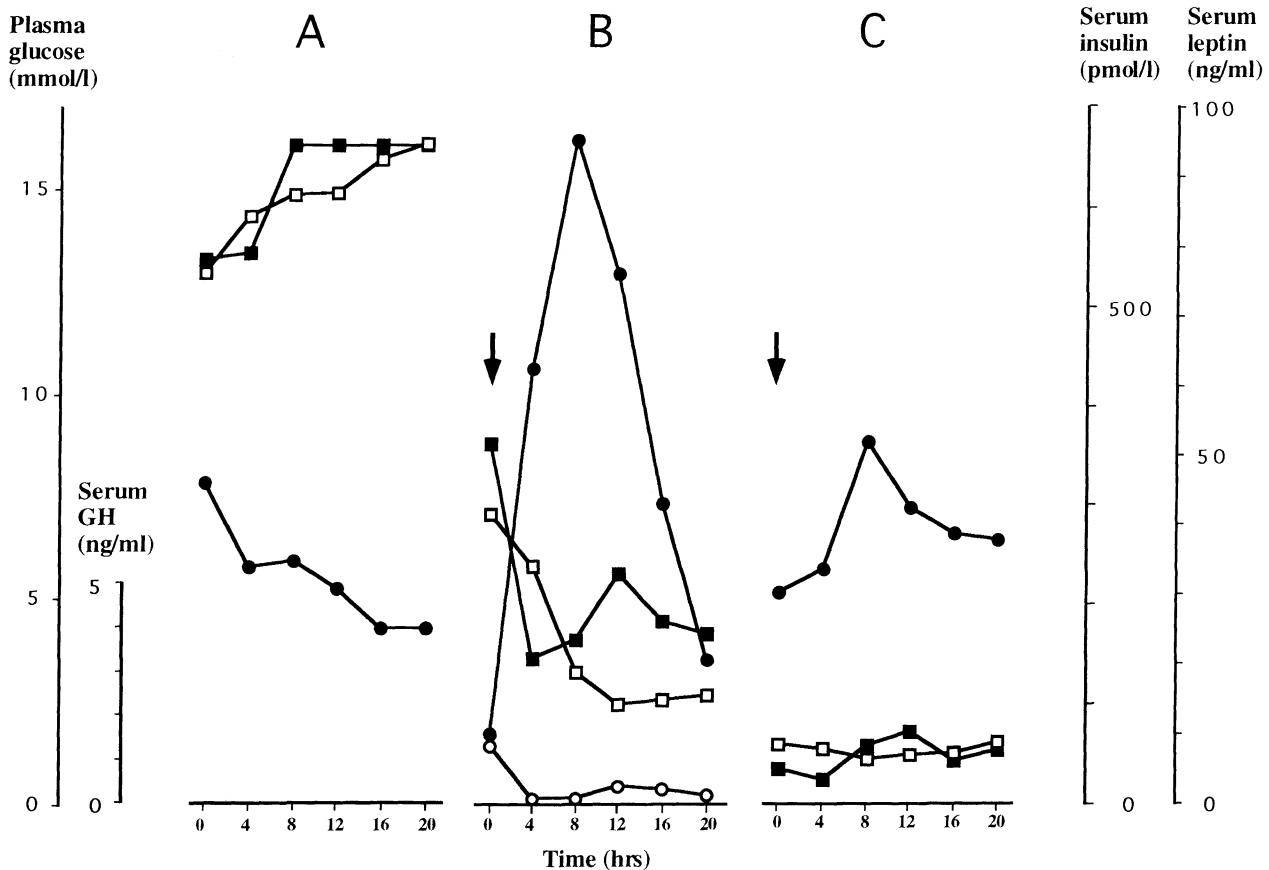 Plasma
glucose
(mmol/l)
A
B
C
Serum
insulin
(pmol/l)
Serum
leptin
(ng/ml)
15
10
5
0
Serum
GH
(ng/ml)
5
0
500
0
100
50
0
0 4 8 12 16 20
0 4 8 12 16 20
0 4 8 12 16 20
Time (hrs)